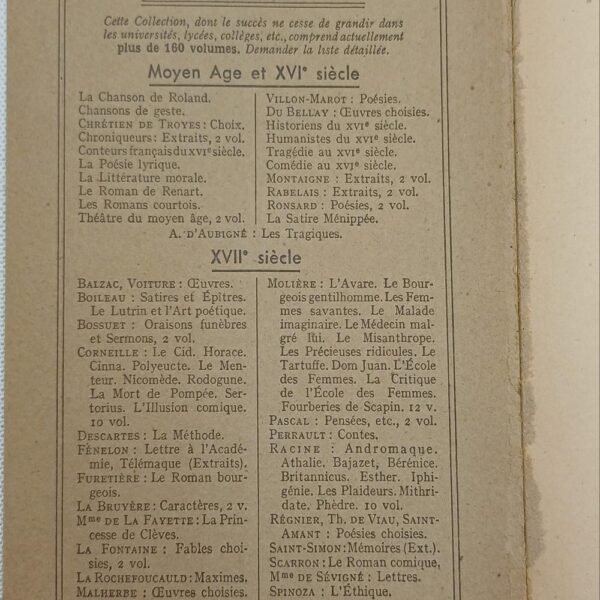 Cette Collection, dont le succès ne cesse de grandir dans
les universités, lycées, collèges, etc., comprend actuellement
plus de 160 volumes. Demander la liste détaillée.
Moyen Age et XVIe siècle
La Chanson de Roland.
Chansons de geste.
CHRÉTIEN DE TROYES : Choix.
Chroniqueurs : Extraits, 2 vol.
Conteurs français du XVIe siècle.
La Poésie lyrique.
La Littérature morale.
Le Roman de Renart.
Les Romans courtois.
Théâtre du moyen âge, 2 vol.
VILLON-MAROT : Poésies.
DU BELLAY : Œuvres choisies.
Historiens du XVIe siècle.
Humanistes du XVIe siècle.
Tragédie au XVIe siècle.
Comédie au XVIe siècle.
MONTAIGNE : Extraits, 2 vol.
RABELAIS : Extraits, 2 vol.
RONSARD : Poésies, 2 vol.
La Satire Ménippée.
A. D'AUBIGNÉ : Les Tragiques.
XVIIe siècle
BALZAC, VOITURE : Œuvres.
BOILEAU : Satires et Épîtres.
Le Lutrin et l'Art poétique.
BOSSUET : Oraisons funèbres
et Sermons, 2 vol.
CORNEILLE : Le Cid. Horace.
Cinna. Polyeucte. Le Men-
teur. Nicomède. Rodogune.
La Mort de Pompée. Ser-
torius. L'Illusion comique.
10 vol.
DESCARTES : La Méthode.
FÉNELON : Lettre à l'Acadé-
mie, Télémaque (Extraits).
FURETIÈRE : Le Roman bour-
geois.
LA BRUYÈRE : Caractères, 2 v.
Mme DE LA FAYETTE : La Prin-
cesse de Clèves.
LA FONTAINE : Fables choi-
sies, 2 vol.
LA ROCHEFOUCAULD : Maximes.
MALHERBE : Œuvres choisies.
MOLIÈRE : L'Avare. Le Bour-
geois gentilhomme. Les Fem-
mes savantes. Le Malade
imaginaire. Le Médecin mal-
gré lui. Le Misanthrope.
Les Précieuses ridicules. Le
Tartuffe. Dom Juan. L'École
des Femmes. La Critique
de l'École des Femmes.
Fourberies de Scapin. 12 v.
PASCAL : Pensées, etc., 2 vol.
PERRAULT : Contes.
RACINE : Andromaque.
Athalie. Bajazet. Bérénice.
Britannicus. Esther. Iphi-
génie. Les Plaideurs. Mithri-
date. Phèdre. 10 vol.
RÉGNIER, TH. DE VIAU, SAINT-
AMANT : Poésies choisies.
SAINT-SIMON : Mémoires (Ext.).
SCARRON : Le Roman comique.
Mme DE SÉVIGNÉ : Lettres.
SPINOZA : L'Éthique.